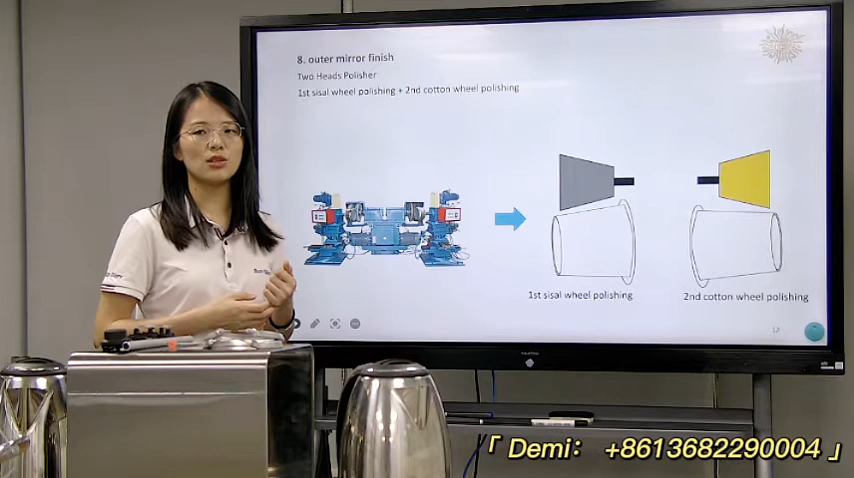 8. outer mirror finish
Two Heads Polisher
1st sisal wheel polishing + 2nd cotton wheel polishing
1st sisal wheel polishing
2nd cotton wheel polishing
12
「 Demi： +8613682290004 」